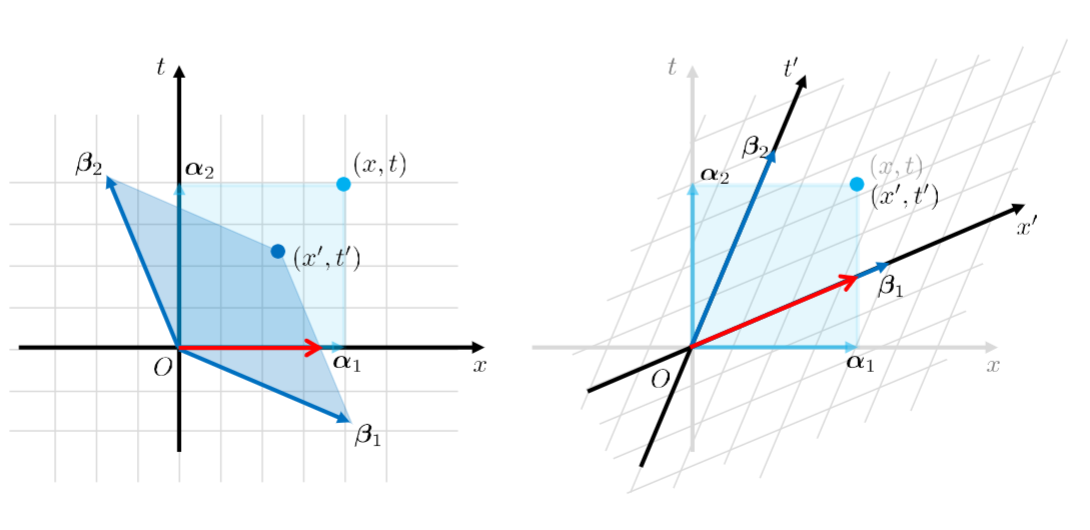 t
β₂
α₂
(x, t)
(x′, t′)
O
α₁
x
β₁
t
t′
β₂
α₂
(x, t)
(x′, t′)
x′
β₁
O
α₁
x